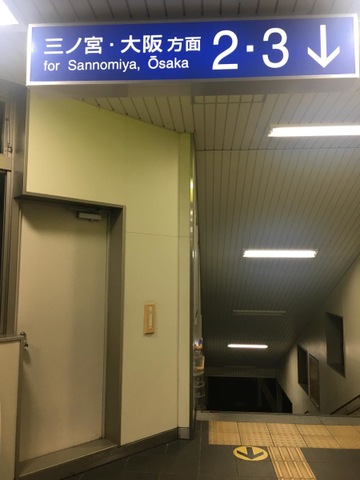 三ノ宮・大阪 方面 2・3 ↓
for Sannomiya, Ōsaka